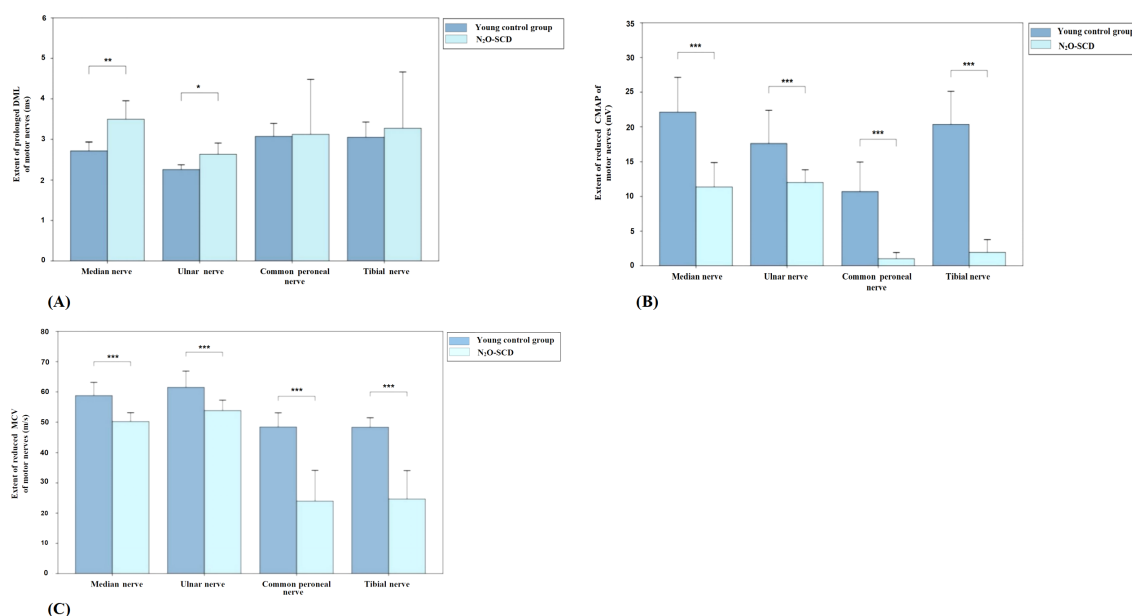 Extent of prolonged DML
of motor nerves (ms)
6
5
4
3
2
1
0
**
*
Median nerve
Ulnar nerve
Common peroneal
nerve
Tibial nerve
Young control group
N₂O-SCD
(A)
Extent of reduced CMAP of
motor nerves (mV)
35
30
25
20
15
10
5
0
***
***
***
***
Median nerve
Ulnar nerve
Common peroneal
nerve
Tibial nerve
Young control group
N₂O-SCD
(B)
Extent of reduced MCV
of motor nerves (m/s)
80
70
60
50
40
30
20
10
0
***
***
***
***
Median nerve
Ulnar nerve
Common peroneal
nerve
Tibial nerve
Young control group
N₂O-SCD
(C)